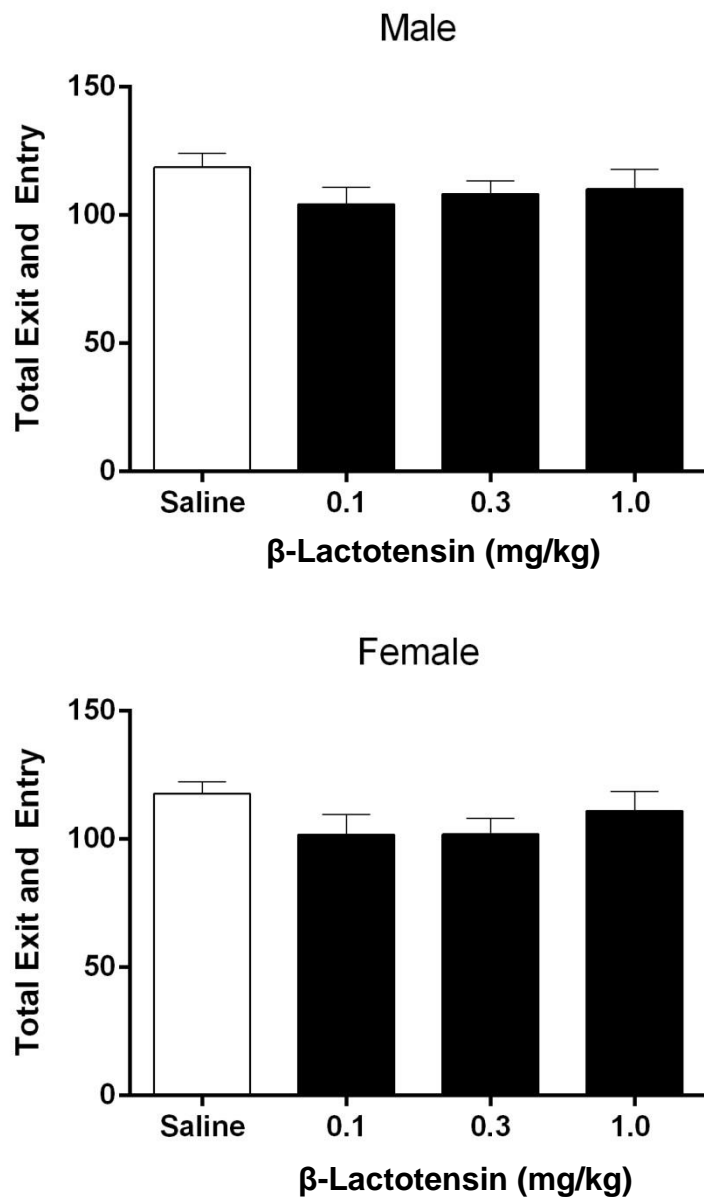 Male
150
100
50
0
Total Exit and Entry
Saline 0.1 0.3 1.0
β-Lactotensin (mg/kg)
Female
150
100
50
0
Total Exit and Entry
Saline 0.1 0.3 1.0
β-Lactotensin (mg/kg)